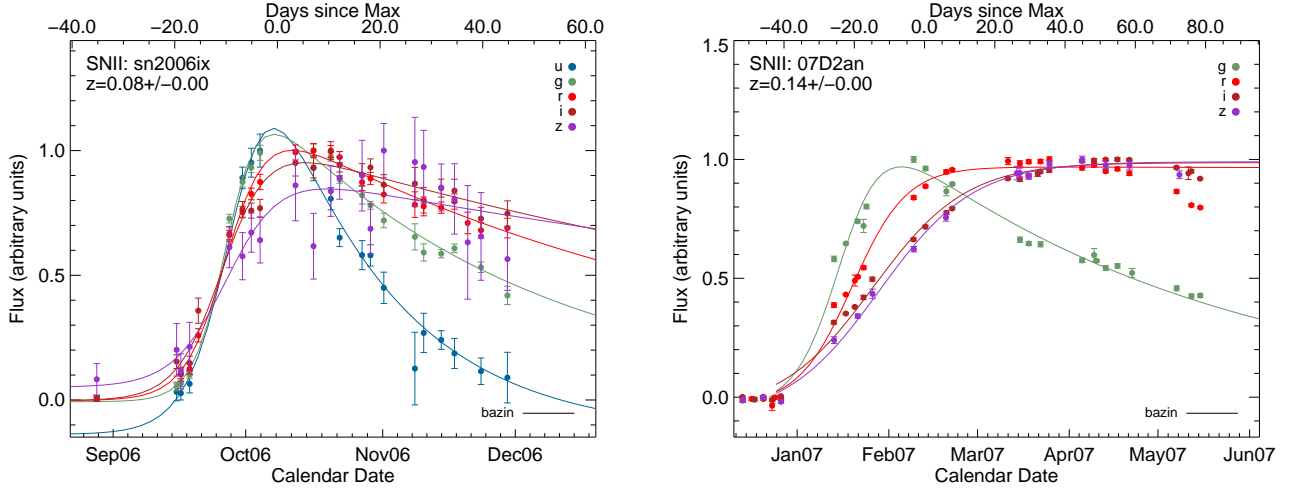 Days since Max
−40.0 −20.0 0.0 20.0 40.0 60.0
SNII: sn2006ix
z=0.08+/−0.00
u
g
r
i
z
1.0
0.5
0.0
Flux (arbitrary units)
bazin
Sep06 Oct06 Nov06 Dec06
Calendar Date
Days since Max
−40.0 −20.0 0.0 20.0 40.0 60.0 80.0
1.5
SNII: 07D2an
z=0.14+/−0.00
g
r
i
z
1.0
0.5
0.0
Flux (arbitrary units)
bazin
Jan07 Feb07 Mar07 Apr07 May07 Jun07
Calendar Date